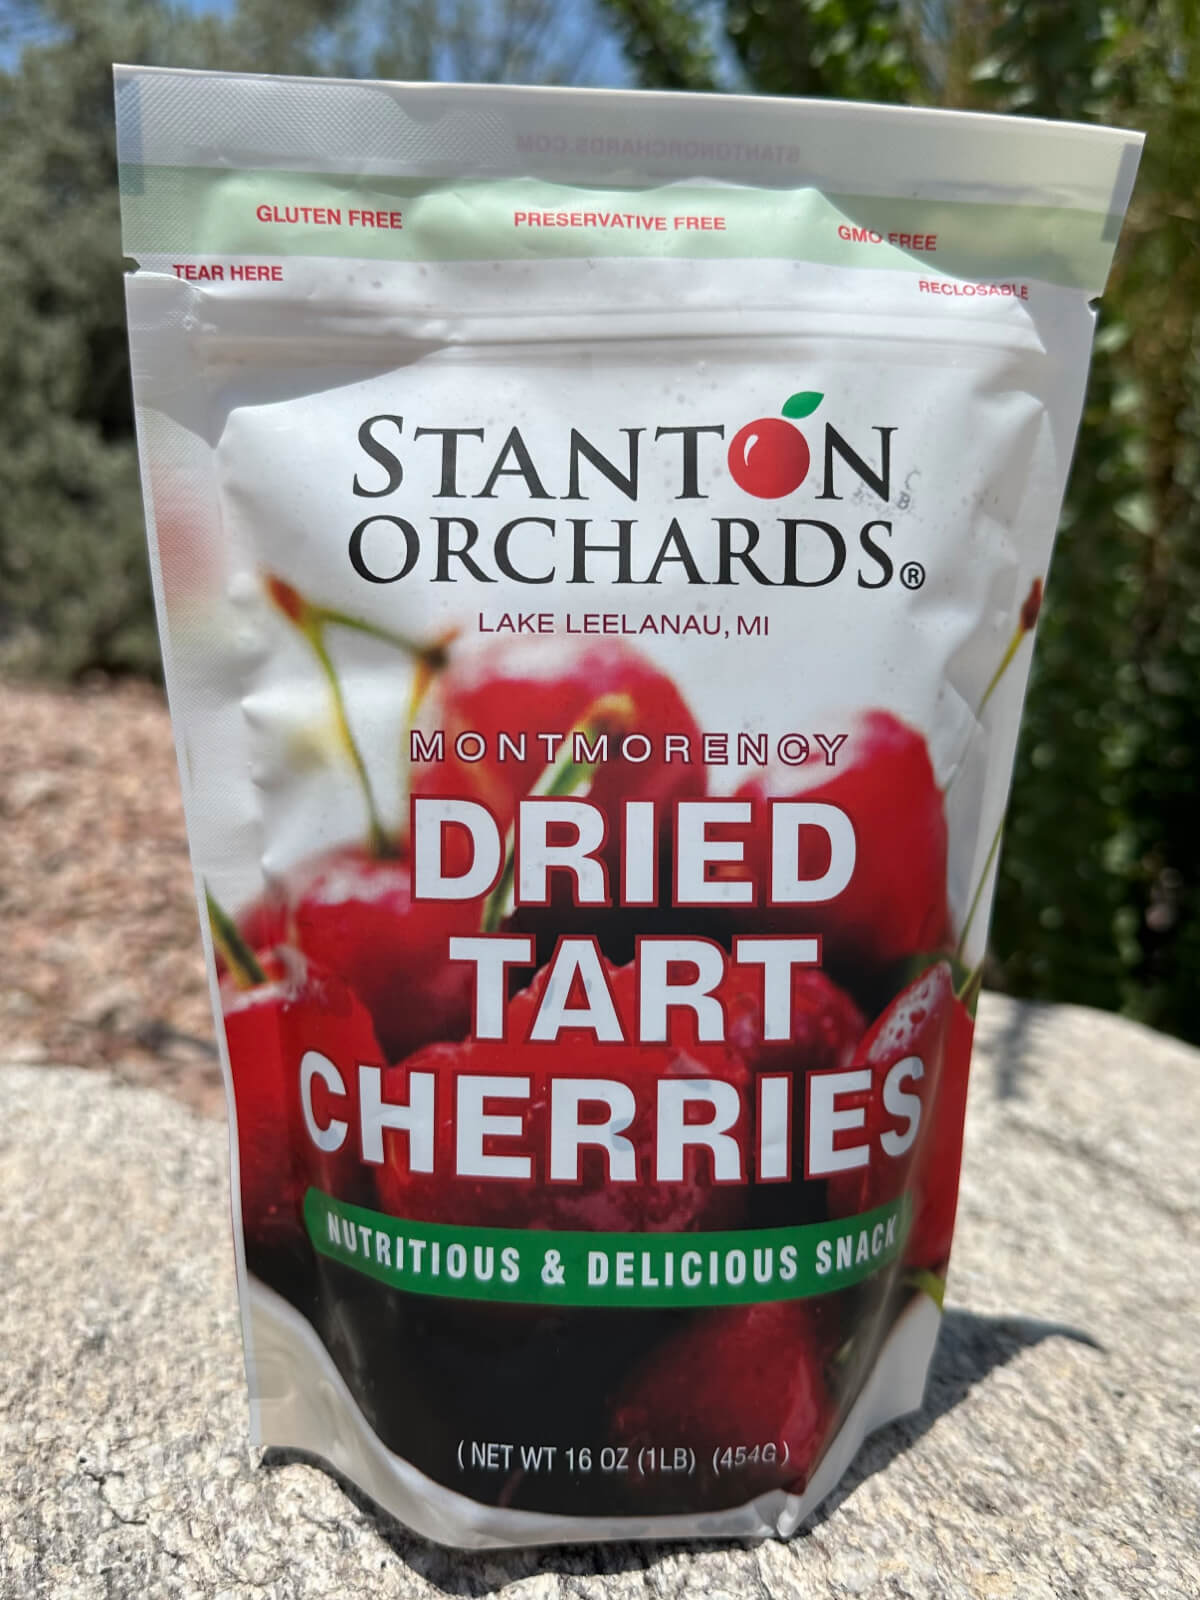 STANTONORCHARDS.COM
GLUTEN FREE PRESERVATIVE FREE GMO FREE
TEAR HERE RECLOSABLE
STANTON
ORCHARDS®
LAKE LEELANAU, MI
MONTMORENCY
DRIED
TART
CHERRIES
NUTRITIOUS & DELICIOUS SNACK
(NET WT 16 OZ (1LB) (454G)